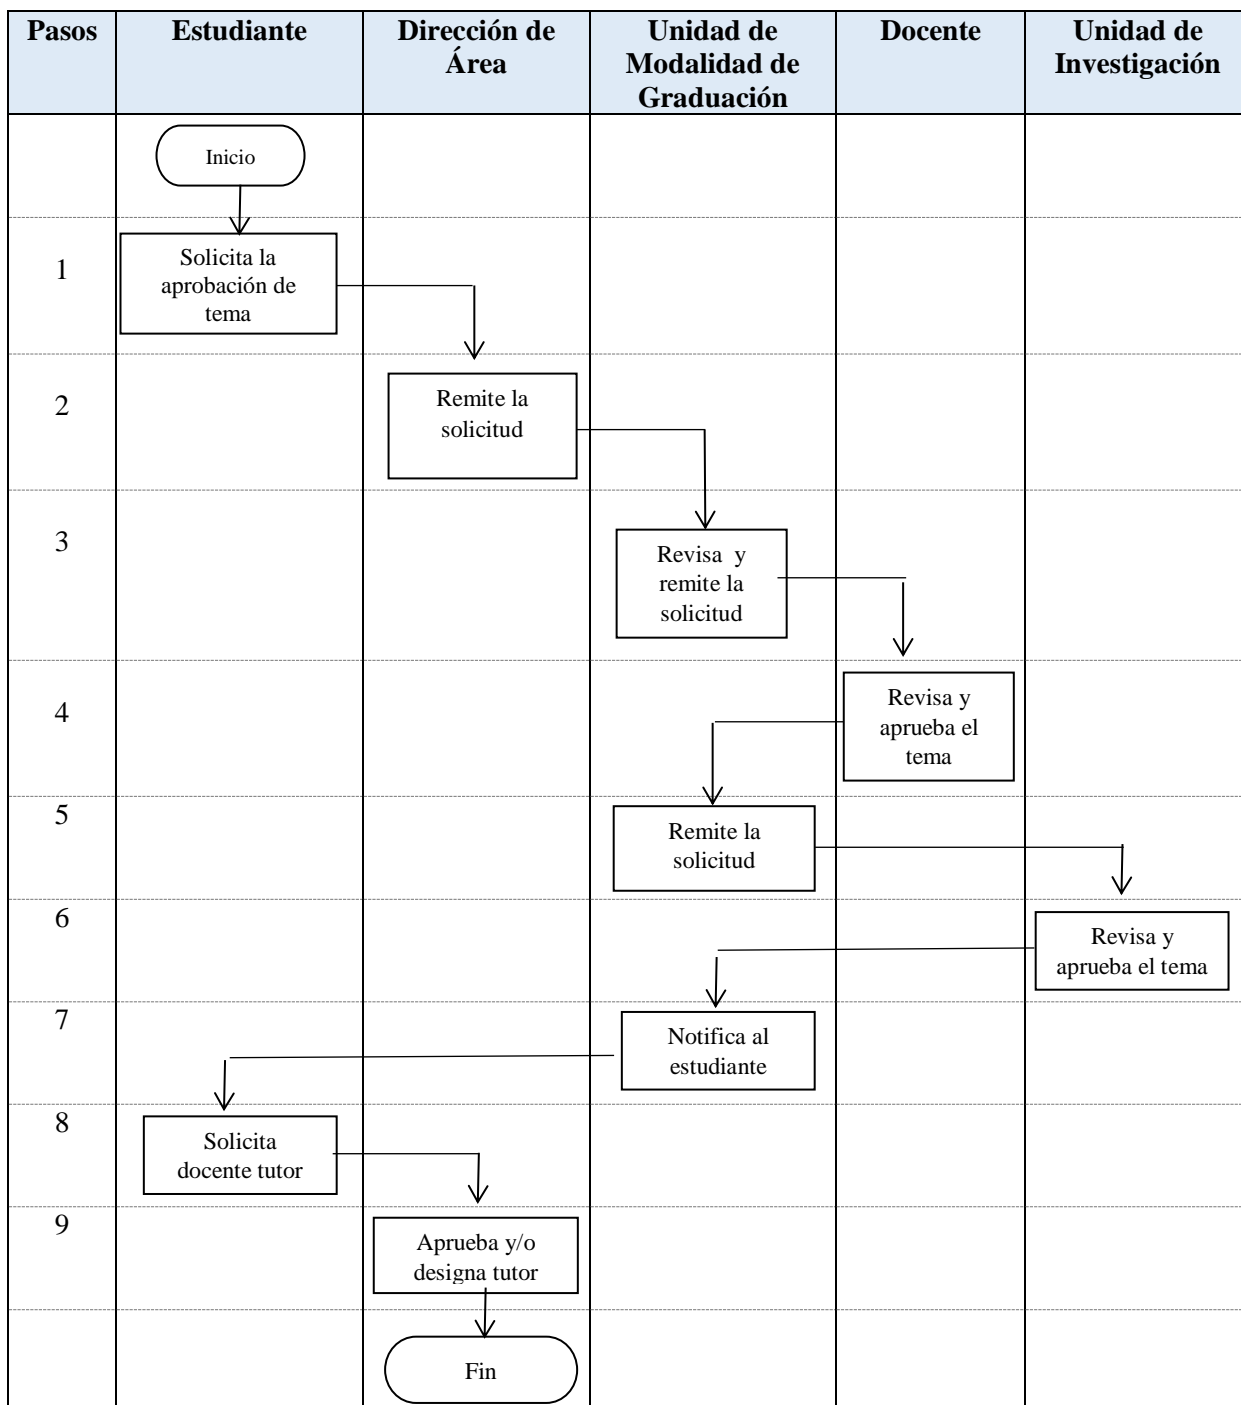 Pasos
Estudiante
Dirección de
Área
Unidad de
Modalidad de
Graduación
Docente
Unidad de
Investigación
Inicio
1
Solicita la
aprobación de
tema
2
Remite la
solicitud
3
Revisa y
remite la
solicitud
4
Revisa y
aprueba el
tema
5
Remite la
solicitud
6
Revisa y
aprueba el tema
7
Notifica al
estudiante
8
Solicita
docente tutor
9
Aprueba y/o
designa tutor
Fin